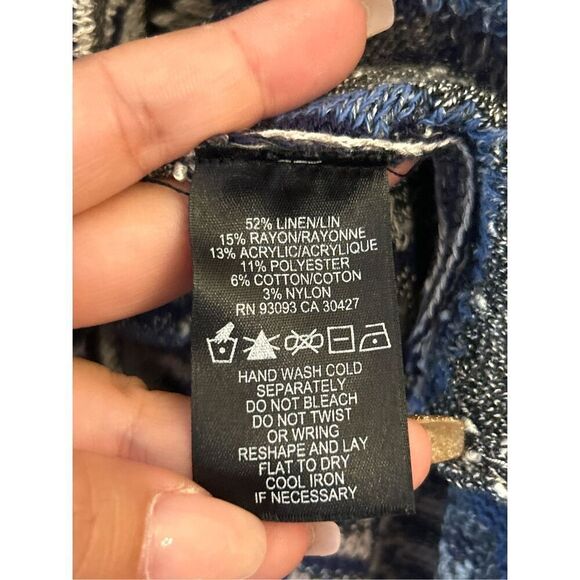 52% LINEN/LIN
15% RAYON/RAYONNE
13% ACRYLIC/ACRYLIQUE
11% POLYESTER
6% COTTON/COTON
3% NYLON
RN 93093 CA 30427
HAND WASH COLD
SEPARATELY
DO NOT BLEACH
DO NOT TWIST
OR WRING
RESHAPE AND LAY
FLAT TO DRY
COOL IRON
IF NECESSARY